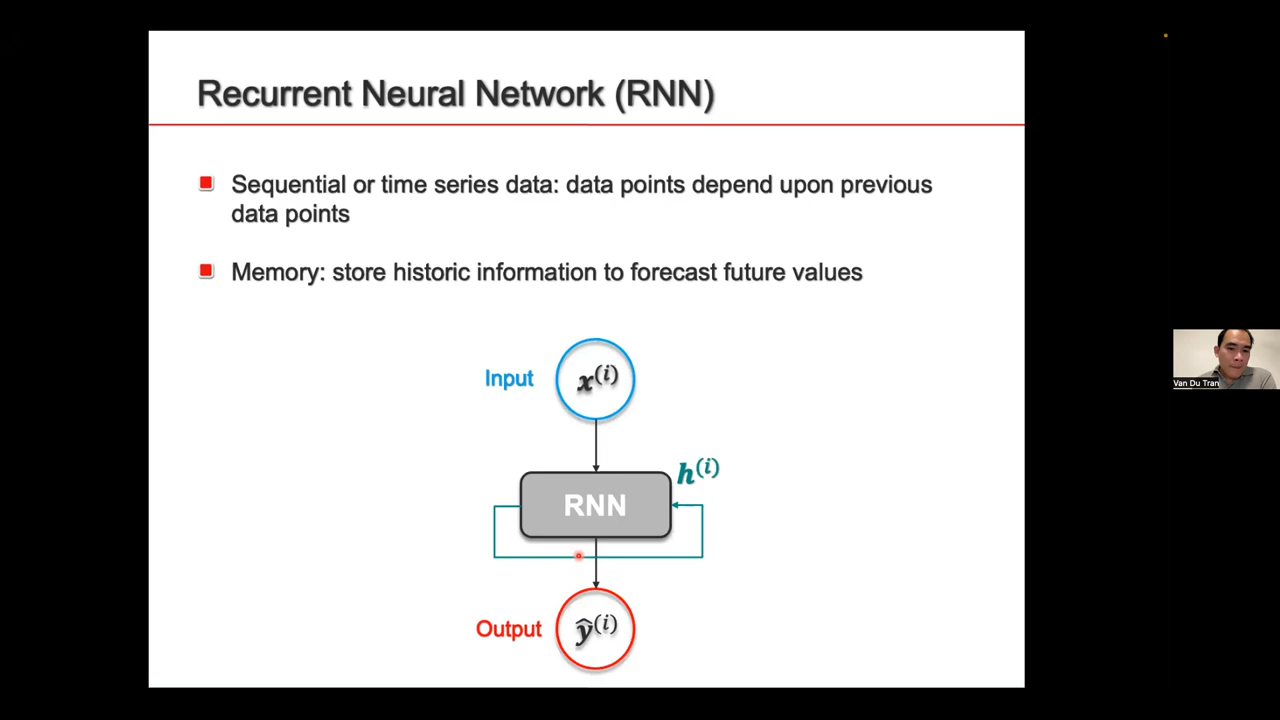 Recurrent Neural Network (RNN)
Sequential or time series data: data points depend upon previous
data points
Memory: store historic information to forecast future values
Input
x⁽ⁱ⁾
h⁽ⁱ⁾
RNN
Output
ŷ⁽ⁱ⁾
Van Du Tran